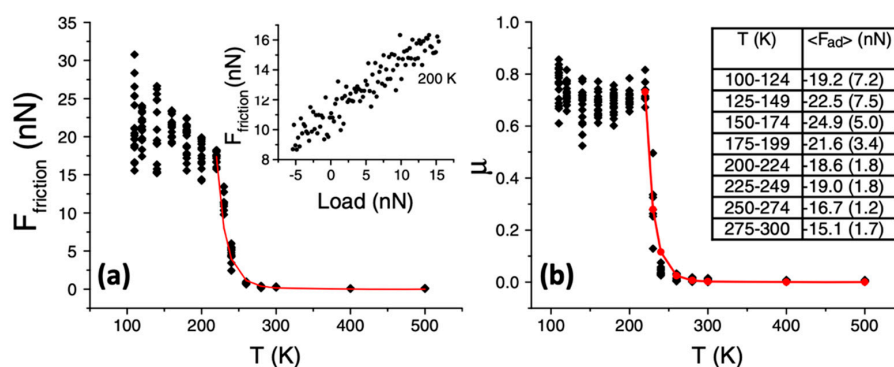 35
30
25
20
15
10
5
0
F friction (nN)
(a)
100 200 300 400 500
T (K)
16
14
12
10
8
F friction (nN)
200 K
-5 0 5 10 15
Load (nN)
1.0
0.8
0.6
0.4
0.2
0.0
μ
(b)
100 200 300 400 500
T (K)
T (K) <Fad> (nN)
100-124 -19.2 (7.2)
125-149 -22.5 (7.5)
150-174 -24.9 (5.0)
175-199 -21.6 (3.4)
200-224 -18.6 (1.8)
225-249 -19.0 (1.8)
250-274 -16.7 (1.2)
275-300 -15.1 (1.7)